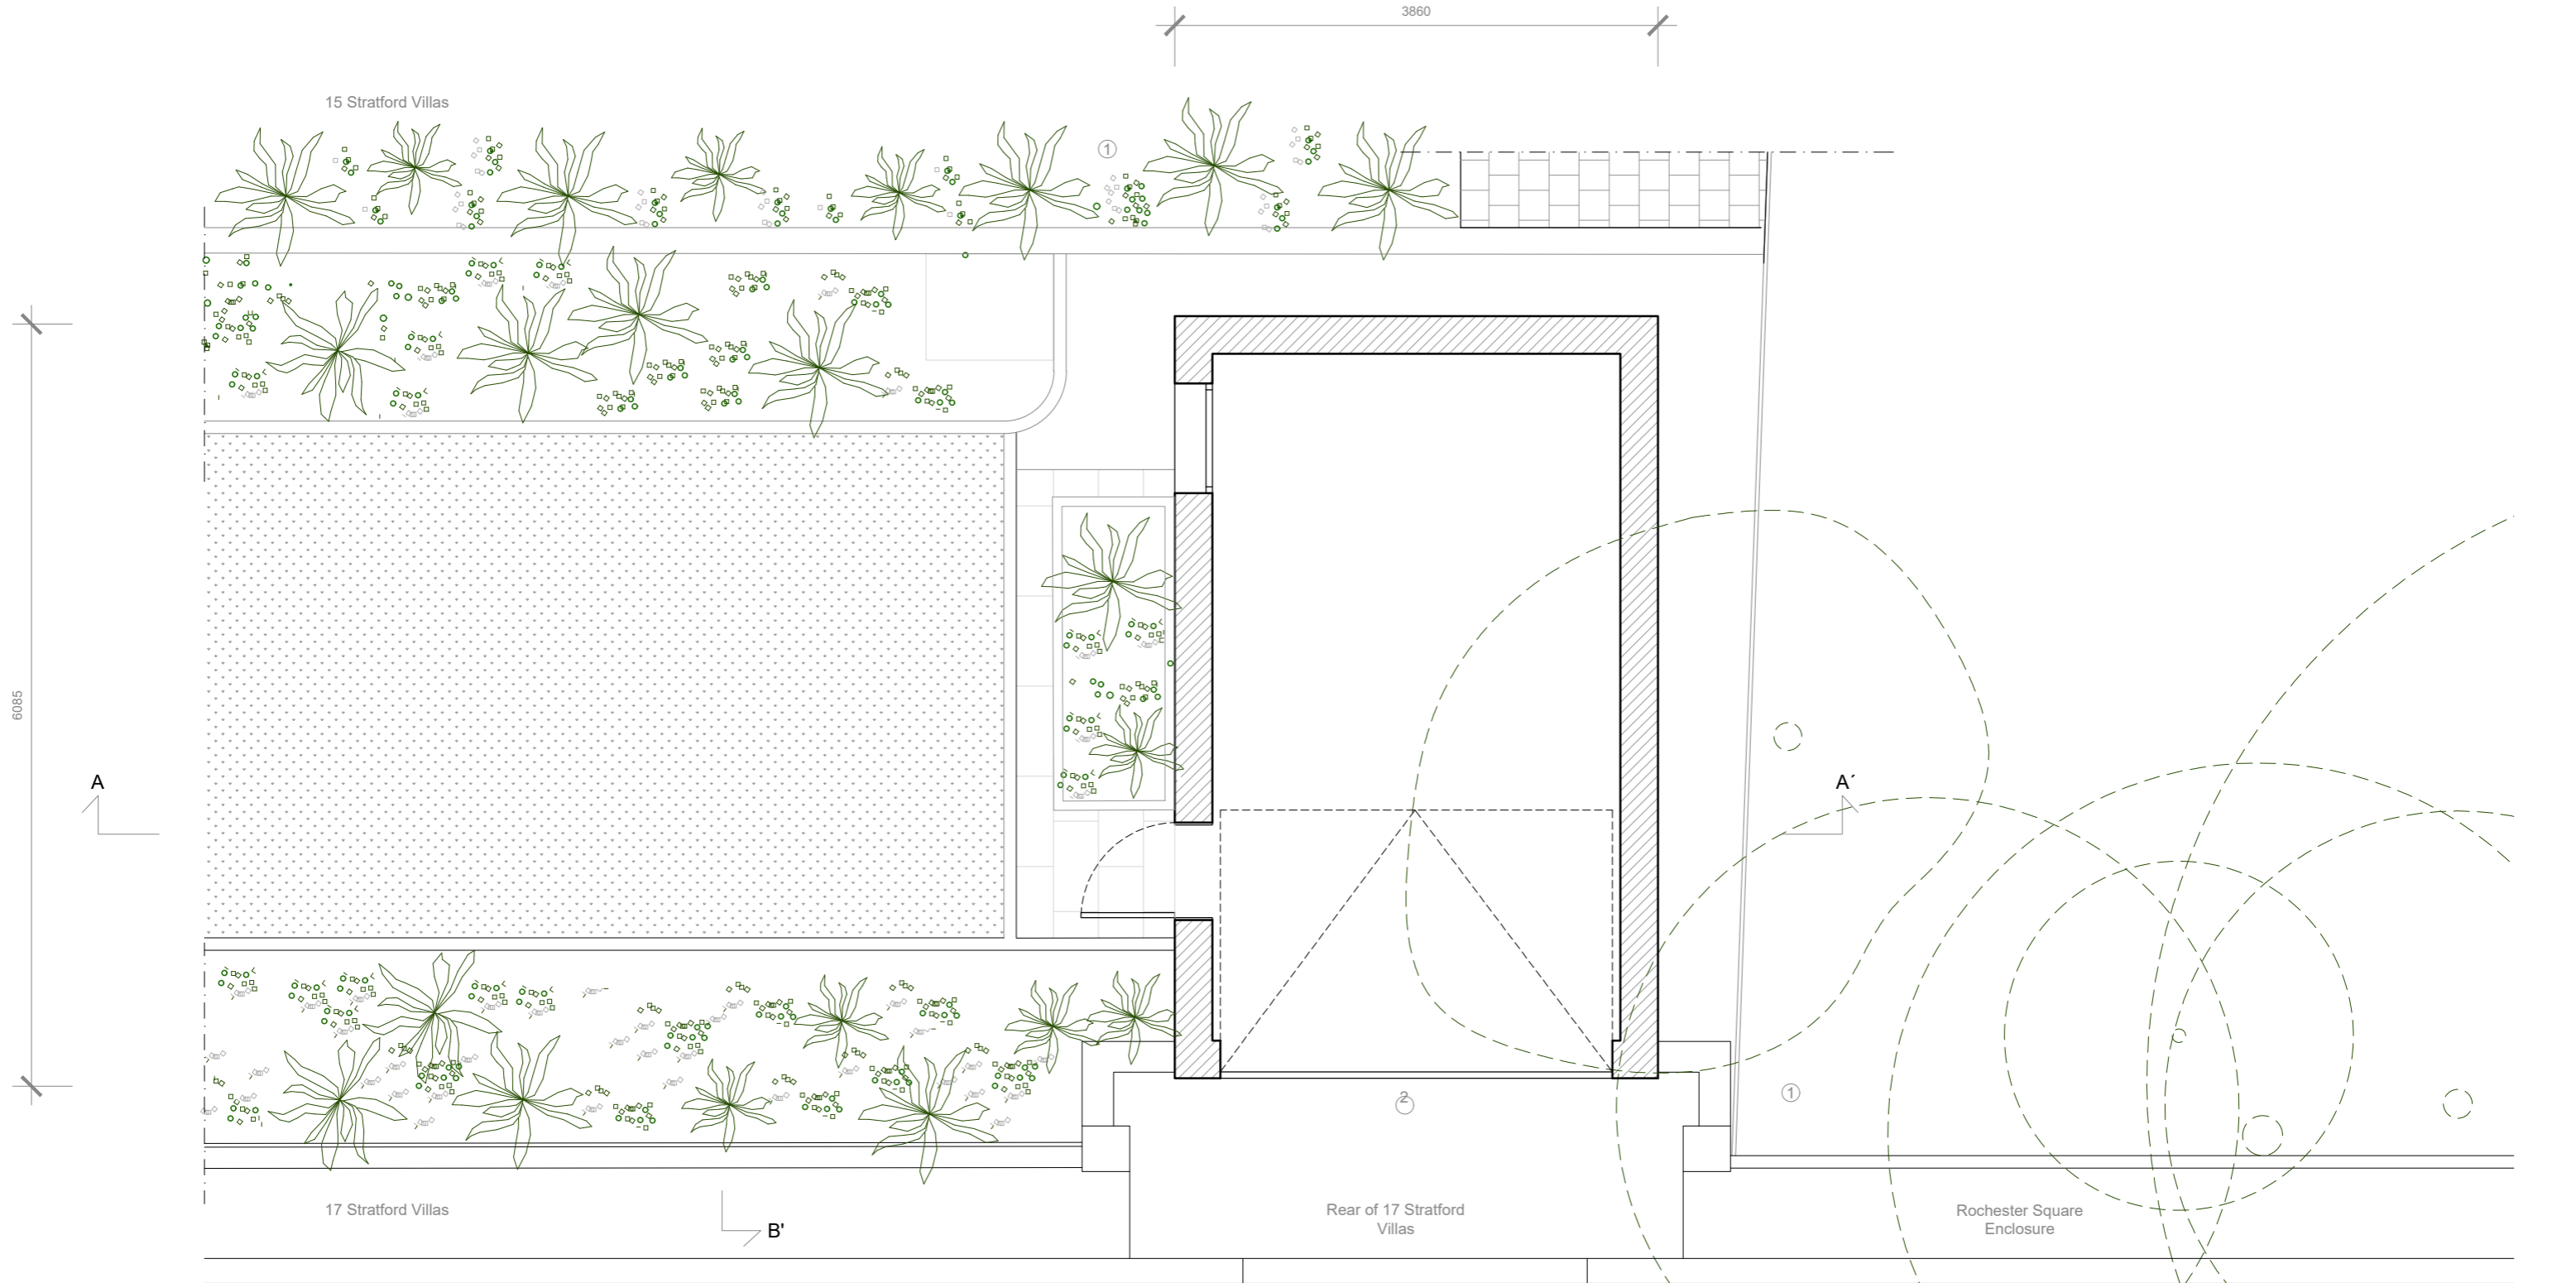 3860
15 Stratford Villas
1
6085
A
A´
2
1
17 Stratford Villas
B'
Rear of 17 Stratford
Villas
Rochester Square
Enclosure